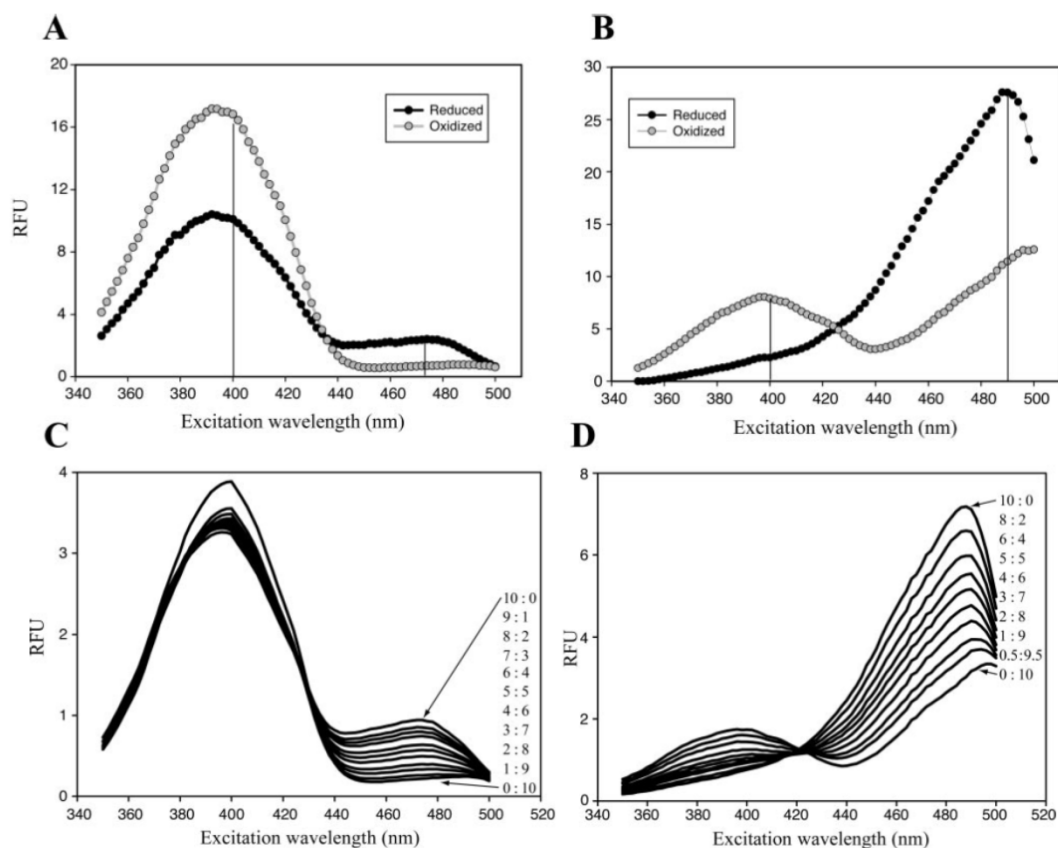 A
20
16
12
8
4
0
RFU
340 360 380 400 420 440 460 480 500 520
Excitation wavelength (nm)
Reduced
Oxidized
B
30
25
20
15
10
5
0
340 360 380 400 420 440 460 480 500
Excitation wavelength (nm)
Reduced
Oxidized
C
4
3
2
1
0
RFU
340 360 380 400 420 440 460 480 500 520
Excitation wavelength (nm)
10 : 0
9 : 1
8 : 2
7 : 3
6 : 4
5 : 5
4 : 6
3 : 7
2 : 8
1 : 9
0 : 10
D
8
6
4
2
0
RFU
340 360 380 400 420 440 460 480 500 520
Excitation wavelength (nm)
10 : 0
8 : 2
6 : 4
5 : 5
4 : 6
3 : 7
2 : 8
1 : 9
0.5:9.5
0 : 10